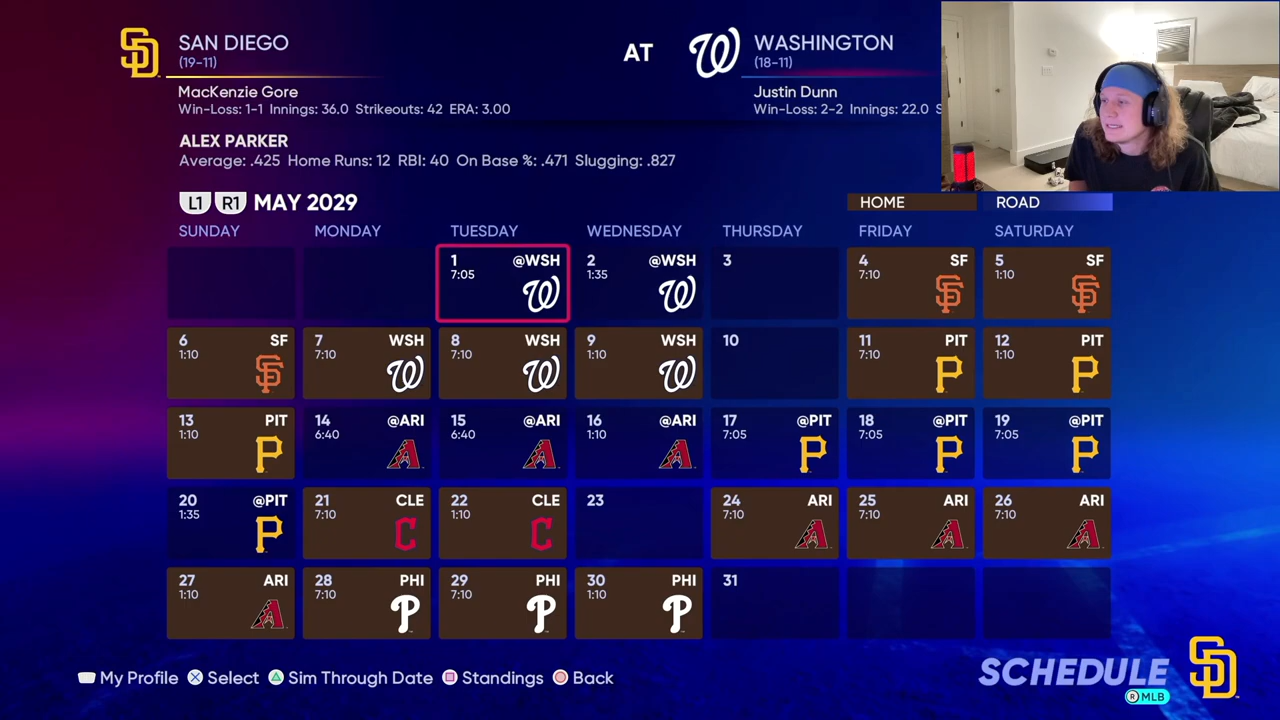 SD SAN DIEGO
(19-11)
AT
W WASHINGTON
(18-11)
MacKenzie Gore
Win-Loss: 1-1 Innings: 36.0 Strikeouts: 42 ERA: 3.00
Justin Dunn
Win-Loss: 2-2 Innings: 22.0 S
ALEX PARKER
Average: .425 Home Runs: 12 RBI: 40 On Base %: .471 Slugging: .827
L1 R1 MAY 2029
HOME ROAD
SUNDAY MONDAY TUESDAY WEDNESDAY THURSDAY FRIDAY SATURDAY
1 @WSH 2 @WSH 3 4 SF 5 SF
7:05 1:35 7:10 1:10
W W SF SF
6 SF 7 WSH 8 WSH 9 WSH 10 11 PIT 12 PIT
1:10 7:10 7:10 1:10 7:10 1:10
SF W W W P P
13 PIT 14 @ARI 15 @ARI 16 @ARI 17 @PIT 18 @PIT 19 @PIT
1:10 6:40 6:40 1:10 7:05 7:05 7:05
P A A A P P P
20 @PIT 21 CLE 22 CLE 23 24 ARI 25 ARI 26 ARI
1:35 7:10 1:10 7:10 7:10 7:10
P C C A A A
27 ARI 28 PHI 29 PHI 30 PHI 31
1:10 7:10 7:10 1:10
A P P P
My Profile Select Sim Through Date Standings Back
SCHEDULE SD
R MLB